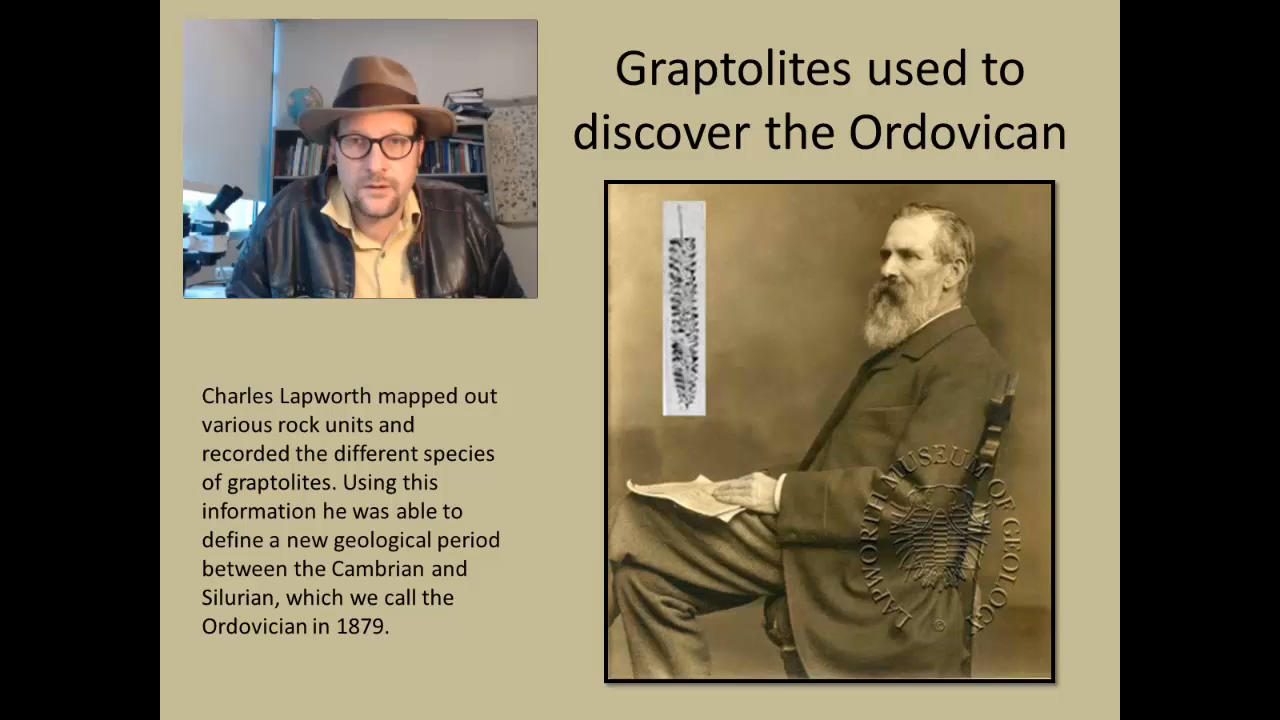 Graptolites used to
discover the Ordovican
Charles Lapworth mapped out
various rock units and
recorded the different species
of graptolites. Using this
information he was able to
define a new geological period
between the Cambrian and
Silurian, which we call the
Ordovician in 1879.
LAPWORTH MUSEUM OF GEOLOGY
©